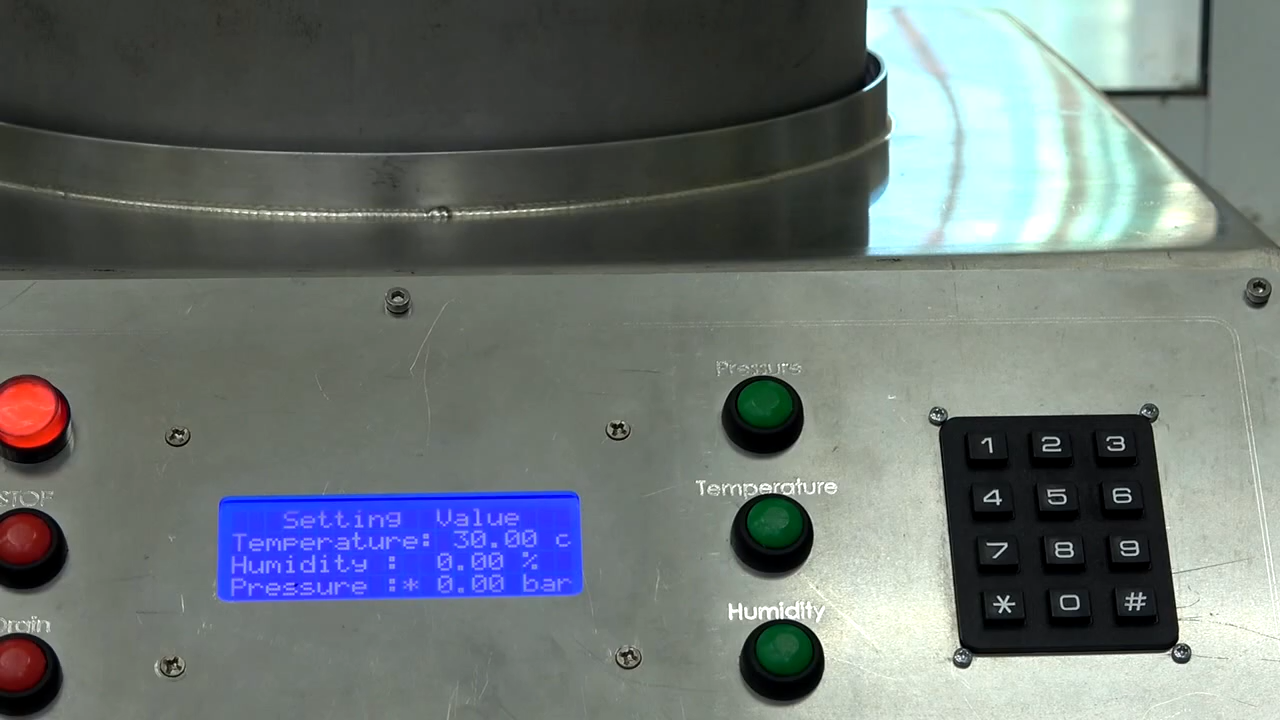 STOP
Drain
Setting Value
Temperature: 30.00 c
Humidity : 0.00 %
Pressure :* 0.00 bar
Pressure
Temperature
Humidity
1 2 3
4 5 6
7 8 9
* 0 #